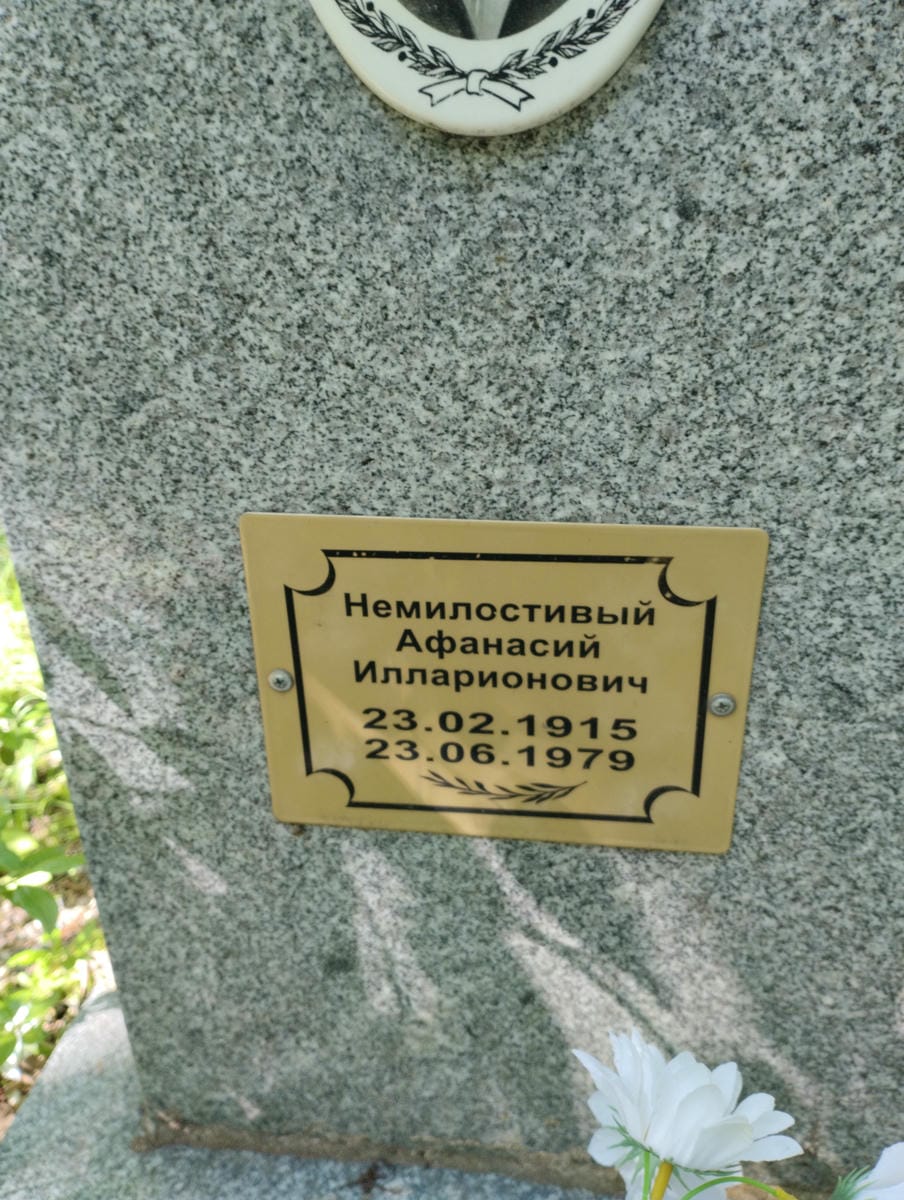 Немилостивый
Афанасий
Илларионович
23.02.1915
23.06.1979